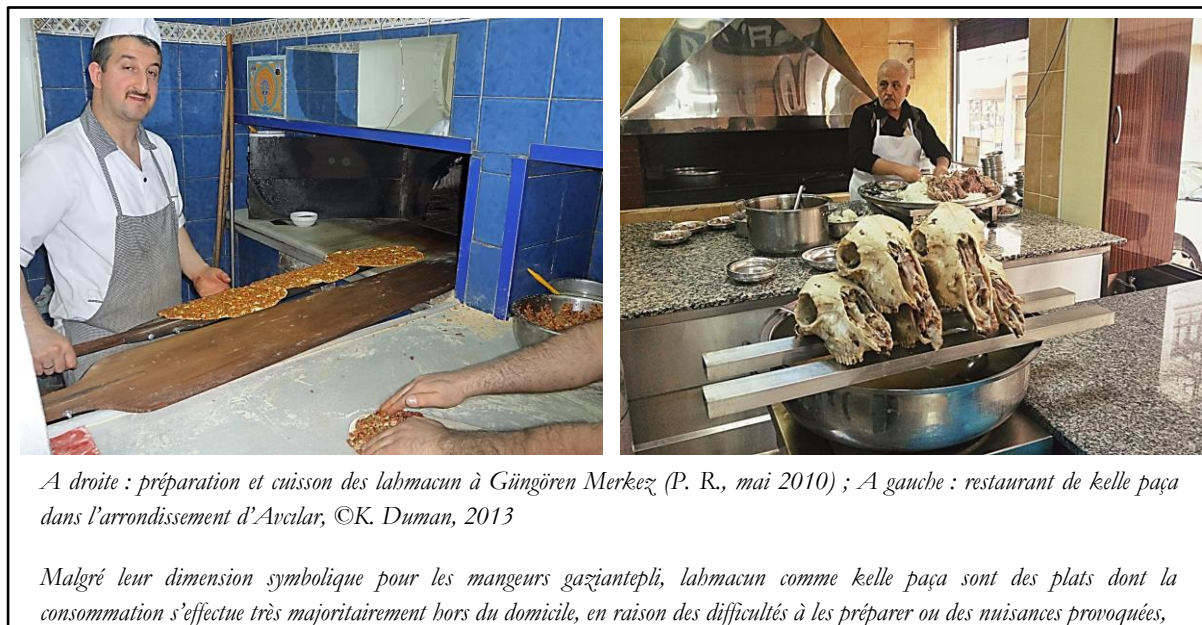 A droite : préparation et cuisson des lahmacun à Güngören Merkez (P. R., mai 2010) ; A gauche : restaurant de kelle paça
dans l'arrondissement d'Avcılar, ©K. Duman, 2013
Malgré leur dimension symbolique pour les mangeurs gaziantepli, lahmacun comme kelle paça sont des plats dont la
consommation s'effectue très majoritairement hors du domicile, en raison des difficultés à les préparer ou des nuisances provoquées,